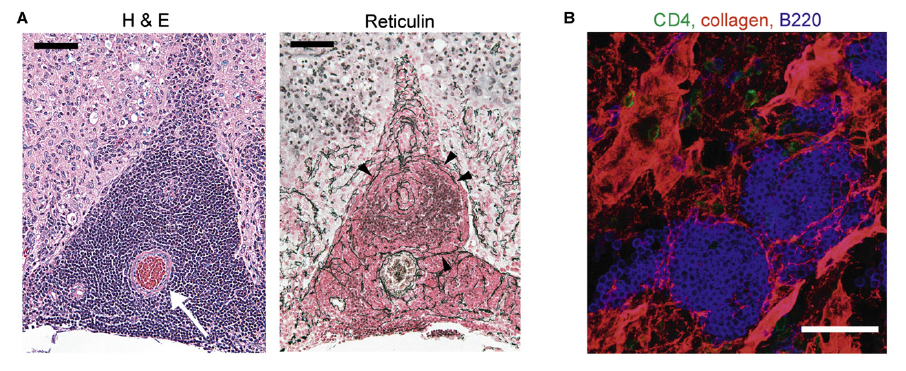 A
H & E
Reticulin
B
CD4, collagen, B220